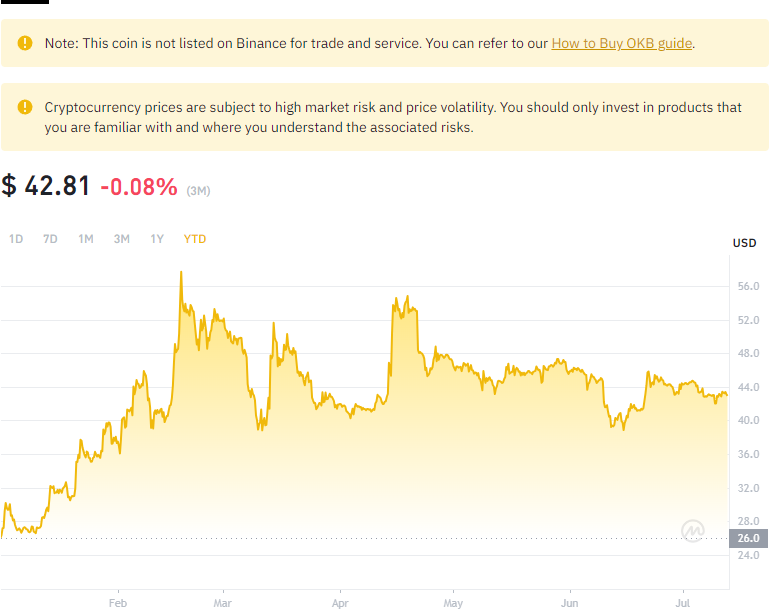 Note: This coin is not listed on Binance for trade and service. You can refer to our How to Buy OKB guide.
Cryptocurrency prices are subject to high market risk and price volatility. You should only invest in products that
you are familiar with and where you understand the associated risks.
$ 42.81 -0.08% (3M)
1D 7D 1M 3M 1Y YTD
USD
56.0
52.0
48.0
44.0
40.0
36.0
32.0
28.0
26.0
24.0
Feb Mar Apr May Jun Jul